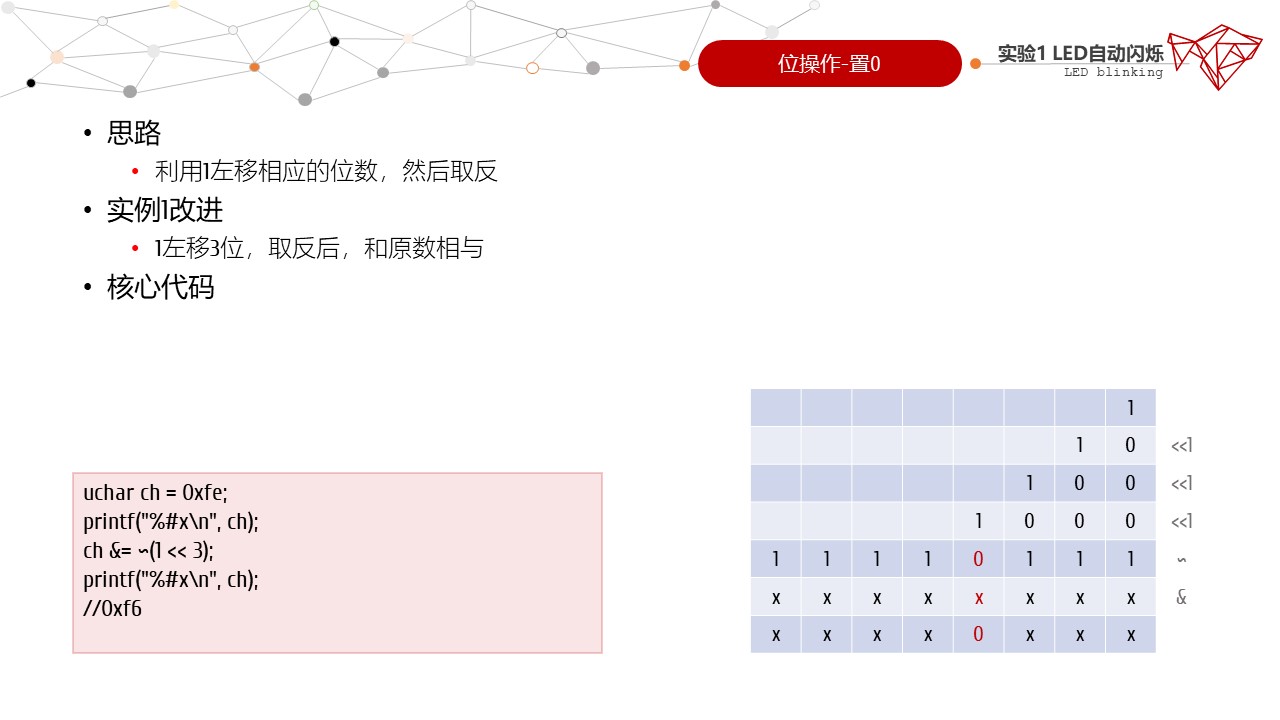 位操作-置0
实验1 LED自动闪烁
LED blinking
• 思路
• 利用1左移相应的位数，然后取反
• 实例1改进
• 1左移3位，取反后，和原数相与
• 核心代码
uchar ch = 0xfe;
printf("%#x\n", ch);
ch &= ~(1 << 3);
printf("%#x\n", ch);
//0xf6
1
1 0 <<1
1 0 0 <<1
1 0 0 0 <<1
1 1 1 1 0 1 1 1 ~
x x x x x x x x &
x x x x 0 x x x